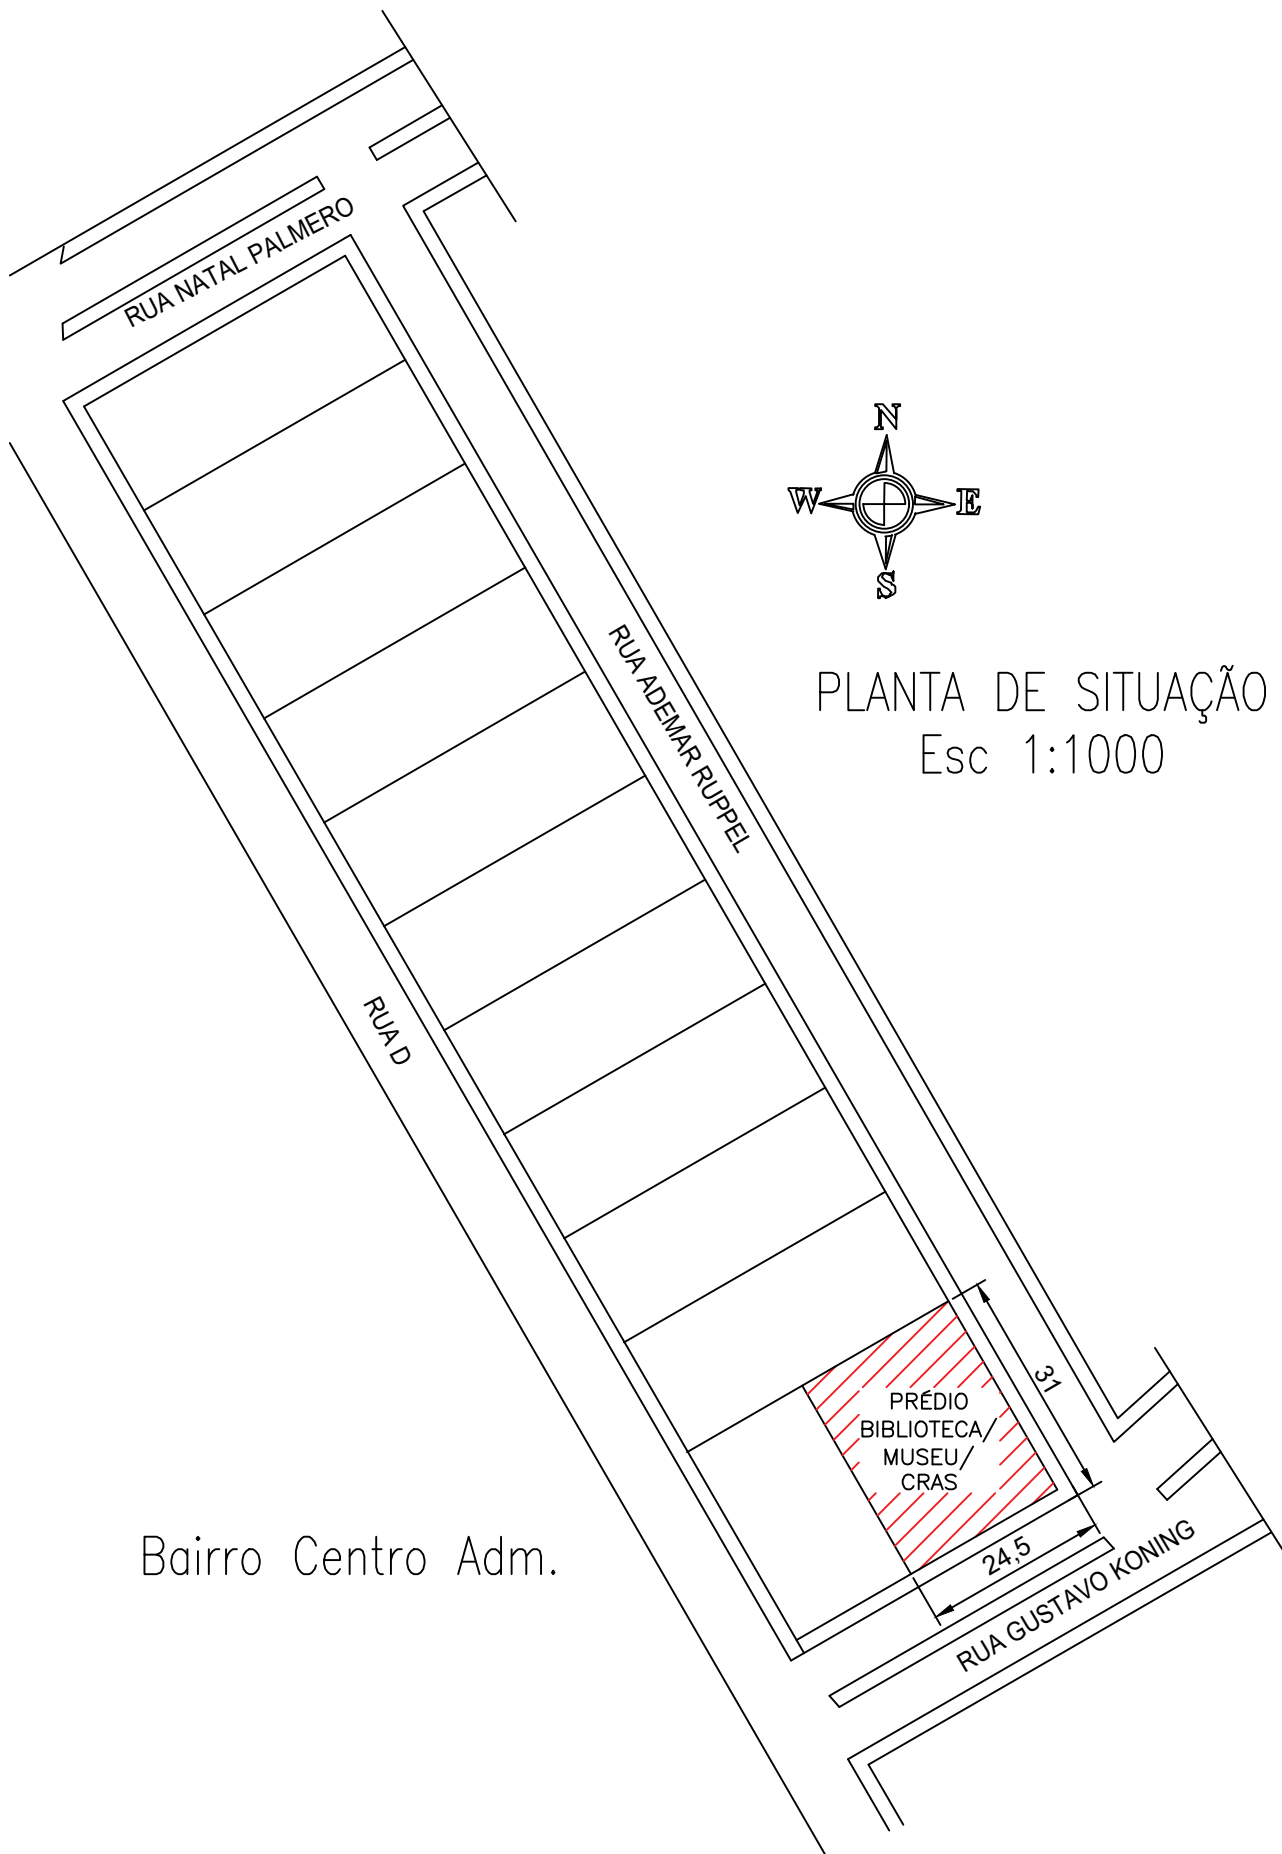 RUA NATAL PALMERO
N
W
E
S
RUA ADEMAR RUPPEL
PLANTA DE SITUAÇÃO
Esc 1:1000
RUA D
31
PRÉDIO
BIBLIOTECA/
MUSEU/
CRAS
24,5
Bairro Centro Adm.
RUA GUSTAVO KONING